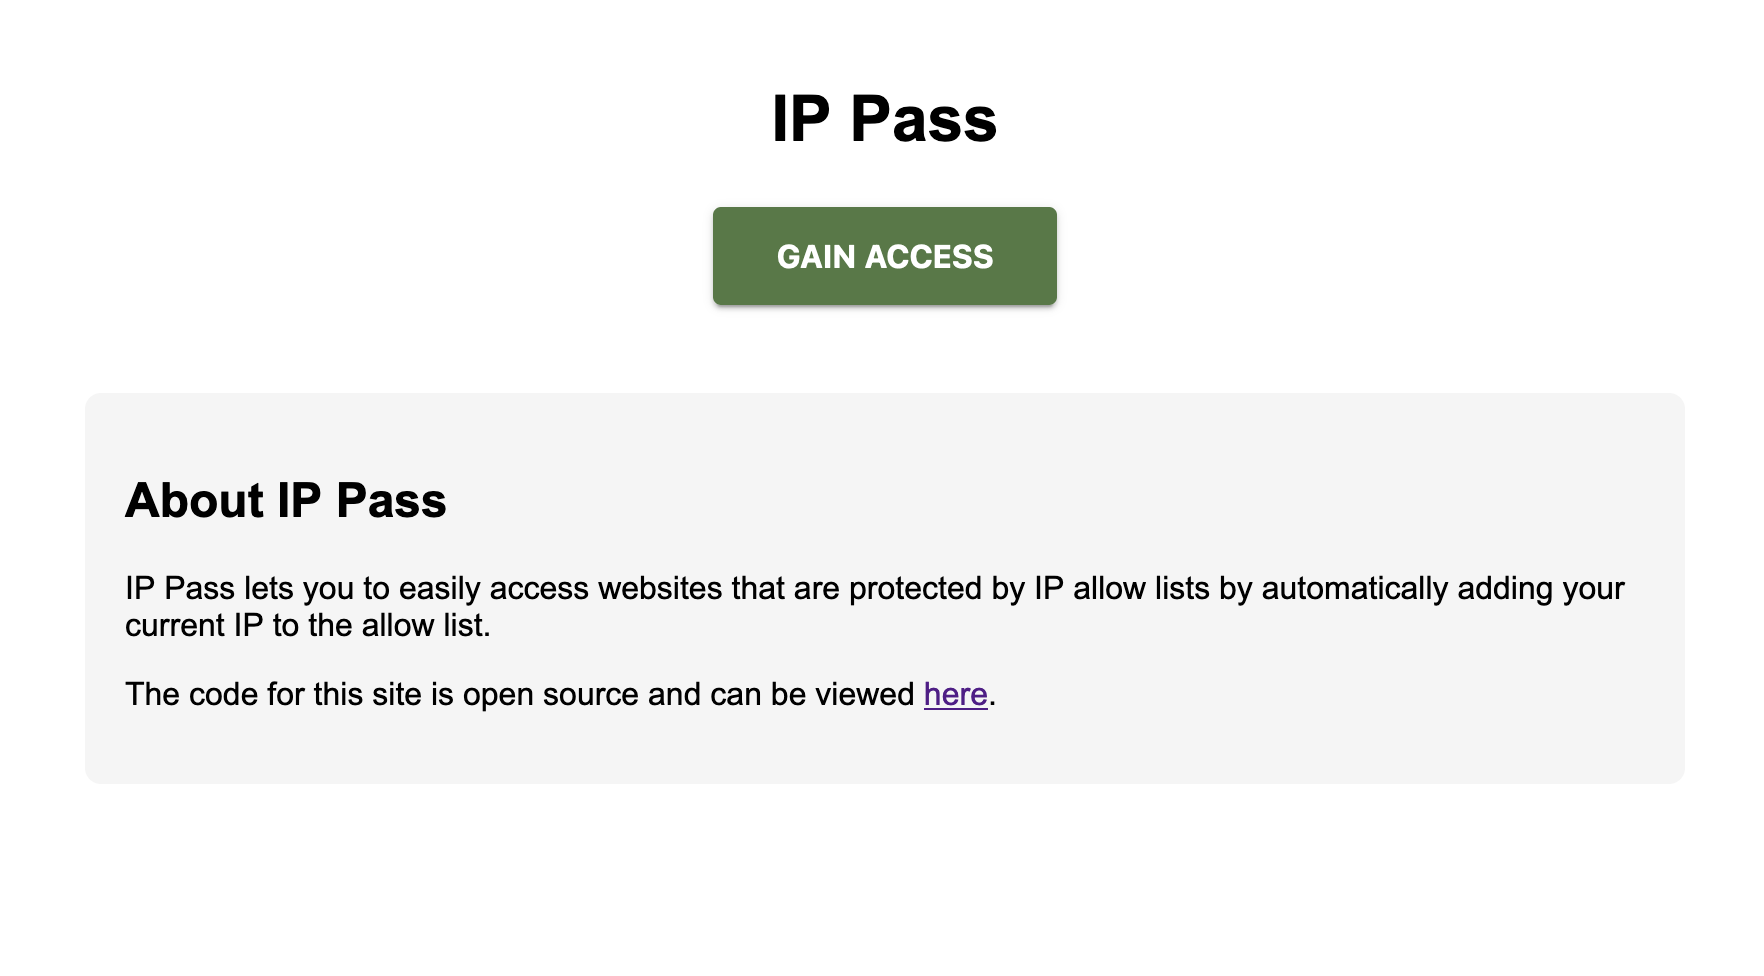 IP Pass
GAIN ACCESS
About IP Pass
IP Pass lets you to easily access websites that are protected by IP allow lists by automatically adding your
current IP to the allow list.
The code for this site is open source and can be viewed here.